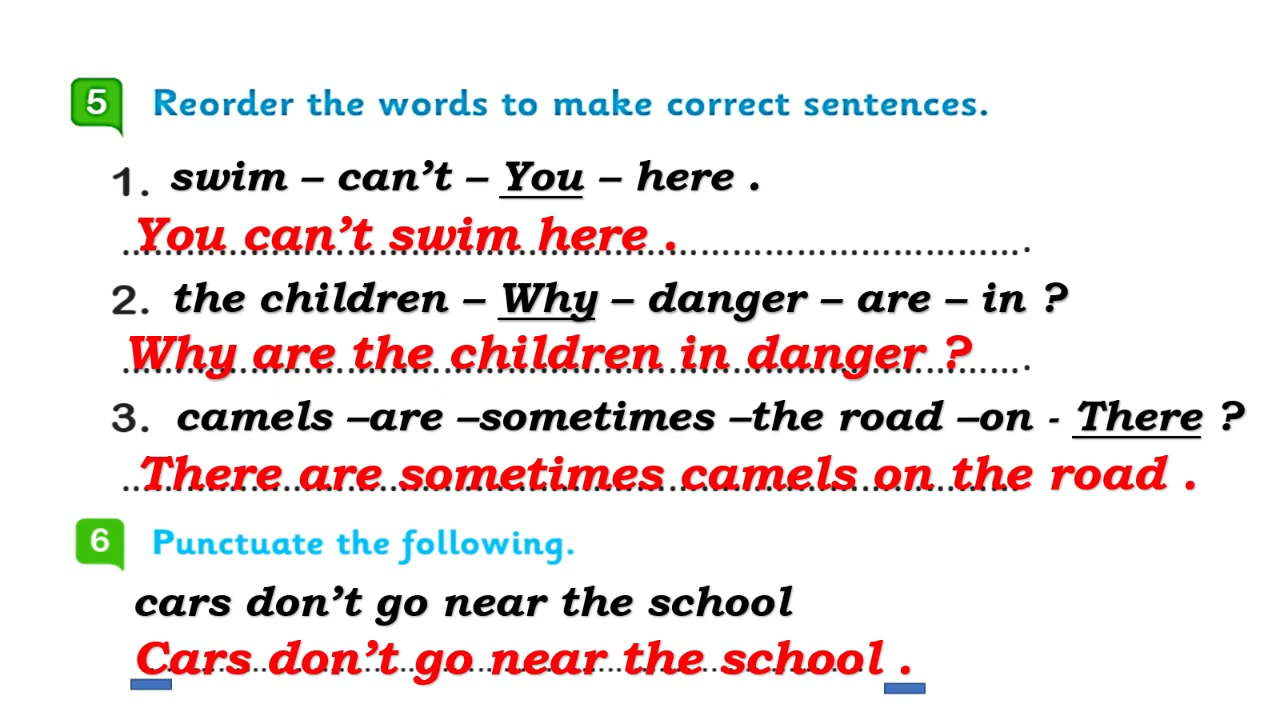 5 Reorder the words to make correct sentences.
1. swim – can’t – You – here .
You can’t swim here .
2. the children – Why – danger – are – in ?
Why are the children in danger ?
3. camels –are –sometimes –the road –on - There ?
There are sometimes camels on the road .
6 Punctuate the following.
cars don’t go near the school
Cars don’t go near the school .